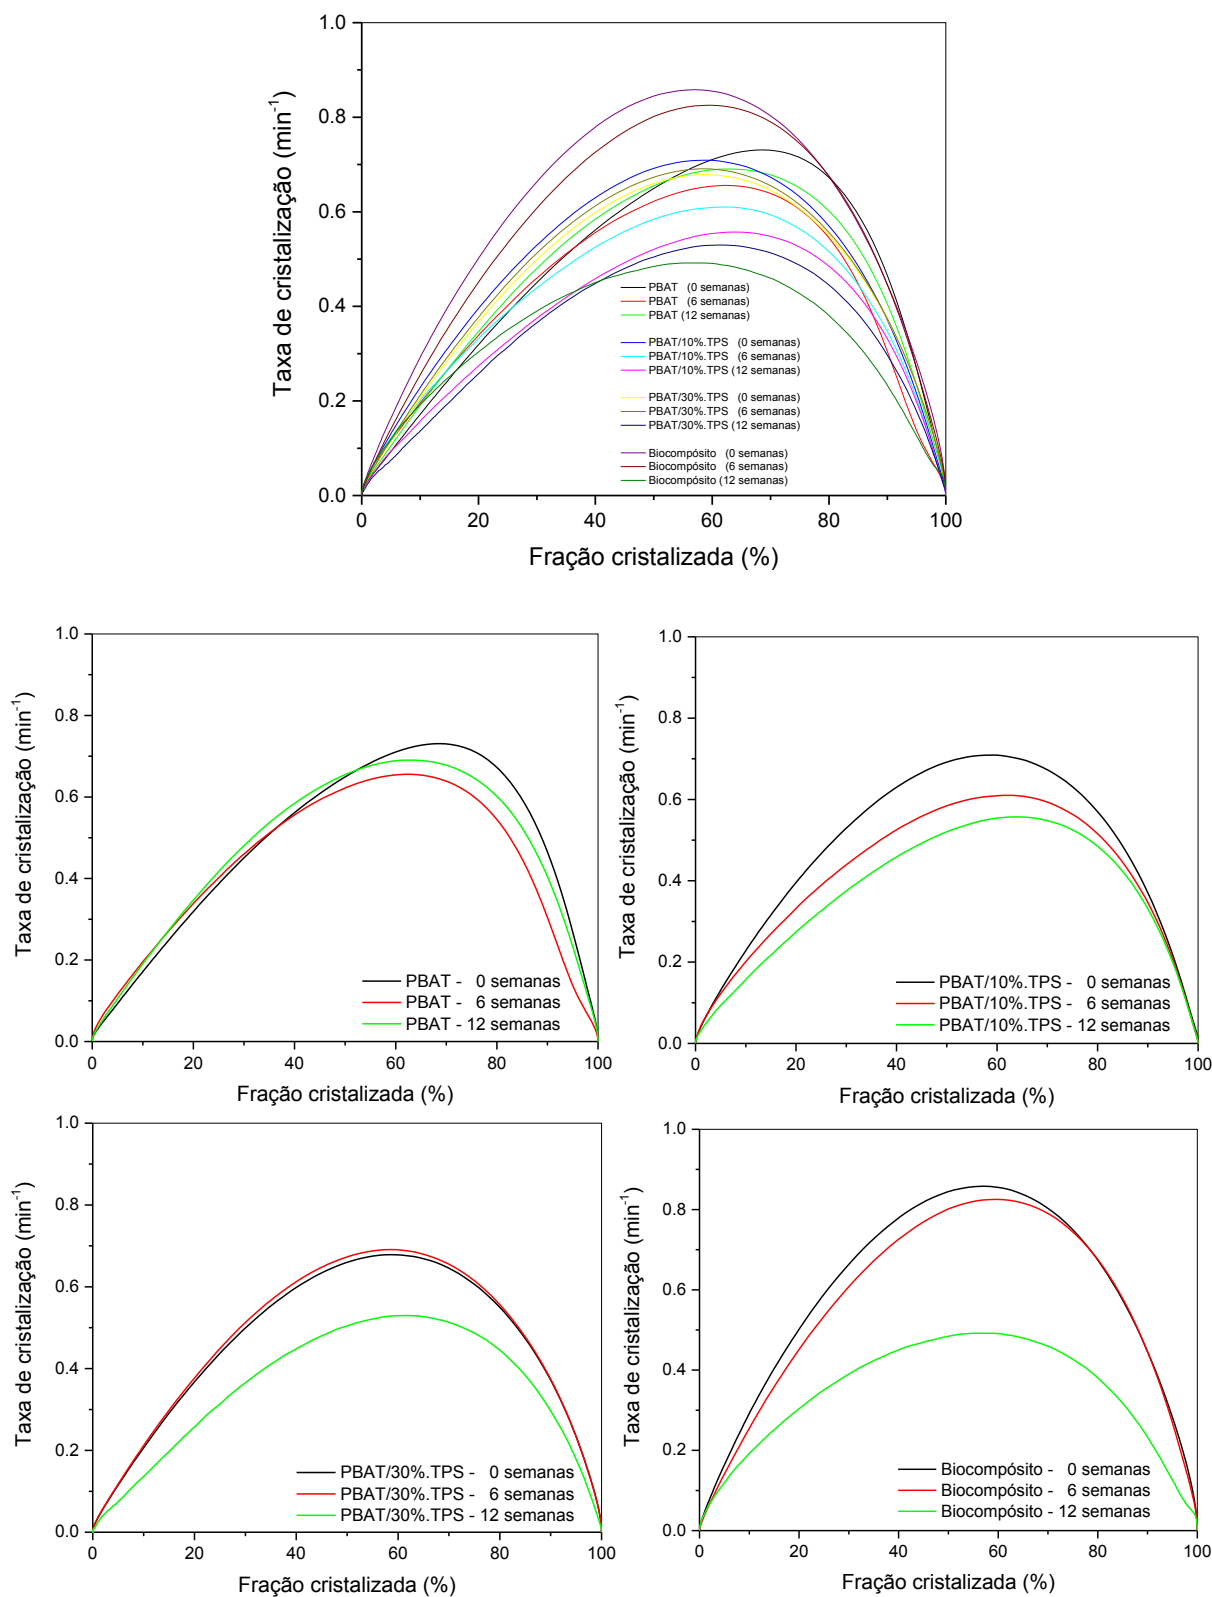 1.0
0.8
0.6
0.4
0.2
0.0
Taxa de cristalização (min-1)
PBAT (0 semanas)
PBAT (6 semanas)
PBAT (12 semanas)
PBAT/10%.TPS (0 semanas)
PBAT/10%.TPS (6 semanas)
PBAT/10%.TPS (12 semanas)
PBAT/30%.TPS (0 semanas)
PBAT/30%.TPS (6 semanas)
PBAT/30%.TPS (12 semanas)
Biocompósito (0 semanas)
Biocompósito (6 semanas)
Biocompósito (12 semanas)
0 20 40 60 80 100
Fração cristalizada (%)
1.0
0.8
0.6
0.4
0.2
0.0
Taxa de cristalização (min-1)
PBAT - 0 semanas
PBAT - 6 semanas
PBAT - 12 semanas
0 20 40 60 80 100
Fração cristalizada (%)
1.0
0.8
0.6
0.4
0.2
0.0
Taxa de cristalização (min-1)
PBAT/10%.TPS - 0 semanas
PBAT/10%.TPS - 6 semanas
PBAT/10%.TPS - 12 semanas
0 20 40 60 80 100
Fração cristalizada (%)
1.0
0.8
0.6
0.4
0.2
0.0
Taxa de cristalização (min-1)
PBAT/30%.TPS - 0 semanas
PBAT/30%.TPS - 6 semanas
PBAT/30%.TPS - 12 semanas
0 20 40 60 80 100
Fração cristalizada (%)
1.0
0.8
0.6
0.4
0.2
0.0
Taxa de cristalização (min-1)
Biocompósito - 0 semanas
Biocompósito - 6 semanas
Biocompósito - 12 semanas
0 20 40 60 80 100
Fração cristalizada (%)